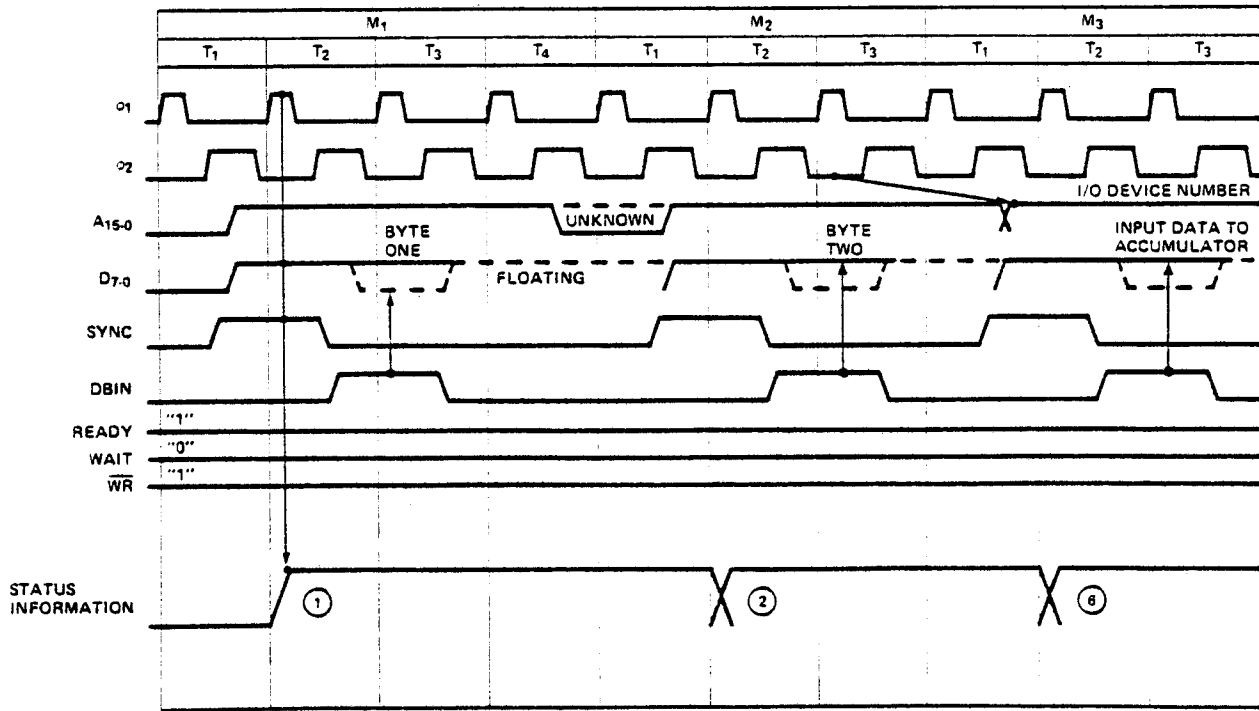 M1 M2 M3
T1 T2 T3 T4 T1 T2 T3 T1 T2 T3
ø1
ø2
I/O DEVICE NUMBER
A15-0
UNKNOWN
BYTE
ONE
BYTE
TWO
INPUT DATA TO
ACCUMULATOR
D7-0
FLOATING
SYNC
DBIN
"1"
READY
"0"
WAIT
"1"
WR
STATUS
INFORMATION
1 2 6